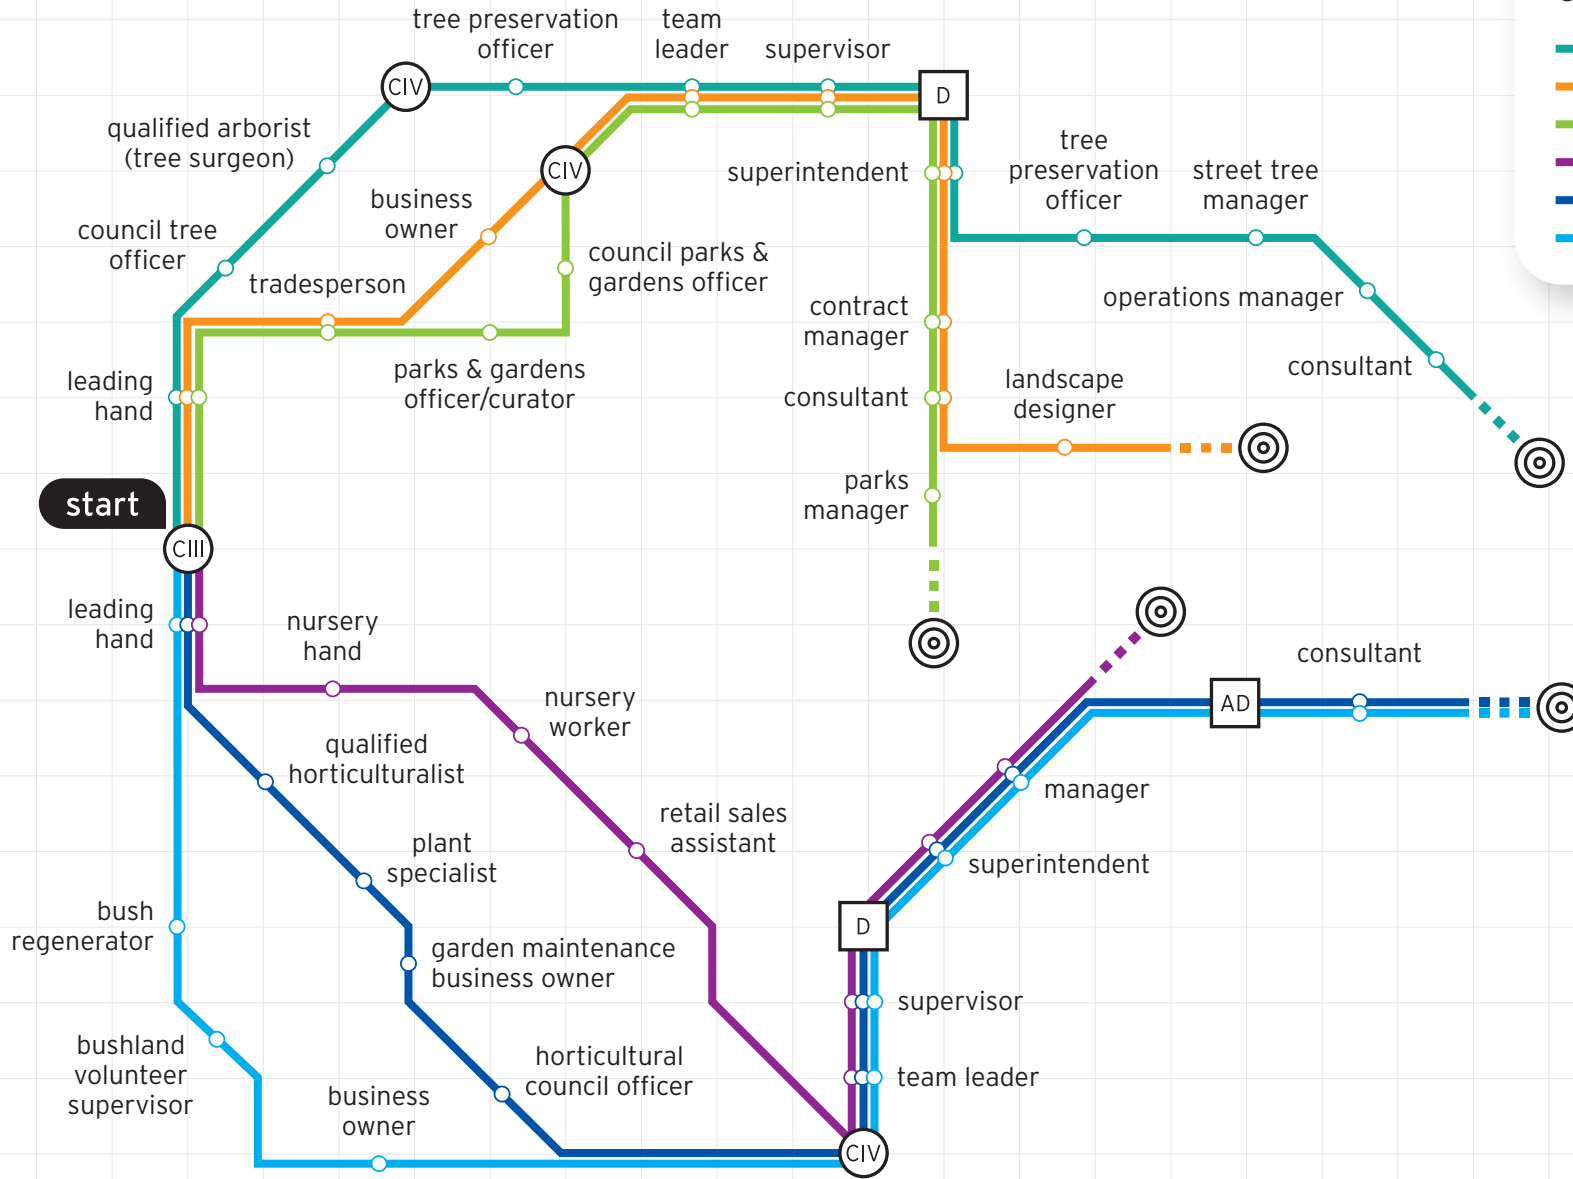 tree preservation
officer
team
leader
supervisor
CIV
D
qualified arborist
(tree surgeon)
CIV
tree
preservation
officer
street tree
manager
superintendent
business
owner
council tree
officer
council parks &
gardens officer
tradesperson
operations manager
contract
manager
parks & gardens
officer/curator
leading
hand
consultant
landscape
designer
consultant
parks
manager
start
CIII
leading
hand
nursery
hand
consultant
nursery
worker
AD
qualified
horticulturalist
manager
retail sales
assistant
plant
specialist
superintendent
bush
regenerator
D
garden maintenance
business owner
supervisor
bushland
volunteer
supervisor
horticultural
council officer
team leader
business
owner
CIV